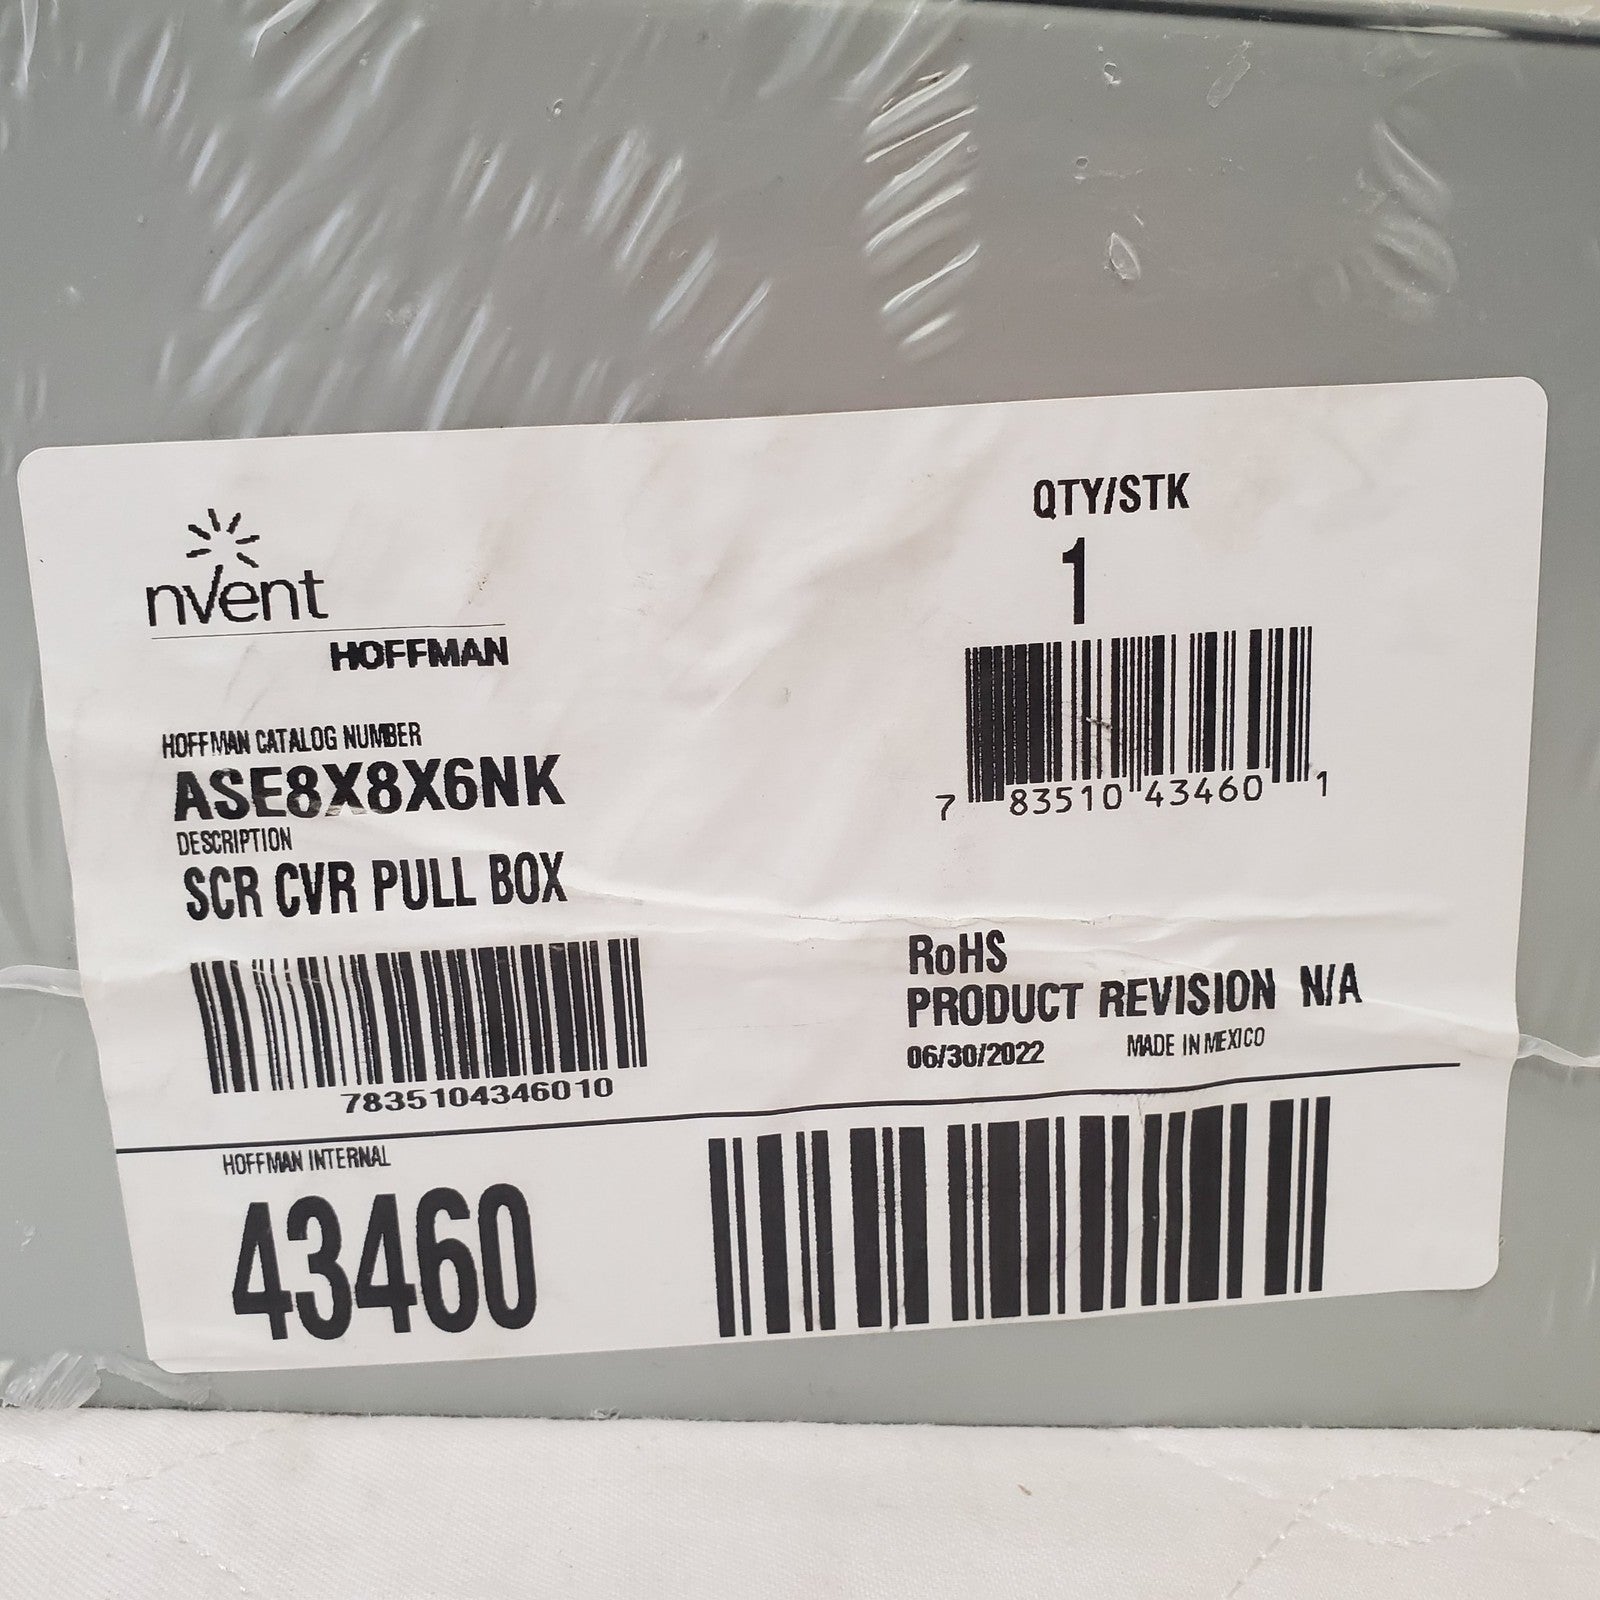 nVent
HOFFMAN
HOFFMAN CATALOG NUMBER
ASE8X8X6NK
DESCRIPTION
SCR CVR PULL BOX
7835104346010
QTY/STK
1
7 83510 43460 1
RoHS
PRODUCT REVISION N/A
06/30/2022 MADE IN MEXICO
HOFFMAN INTERNAL
43460